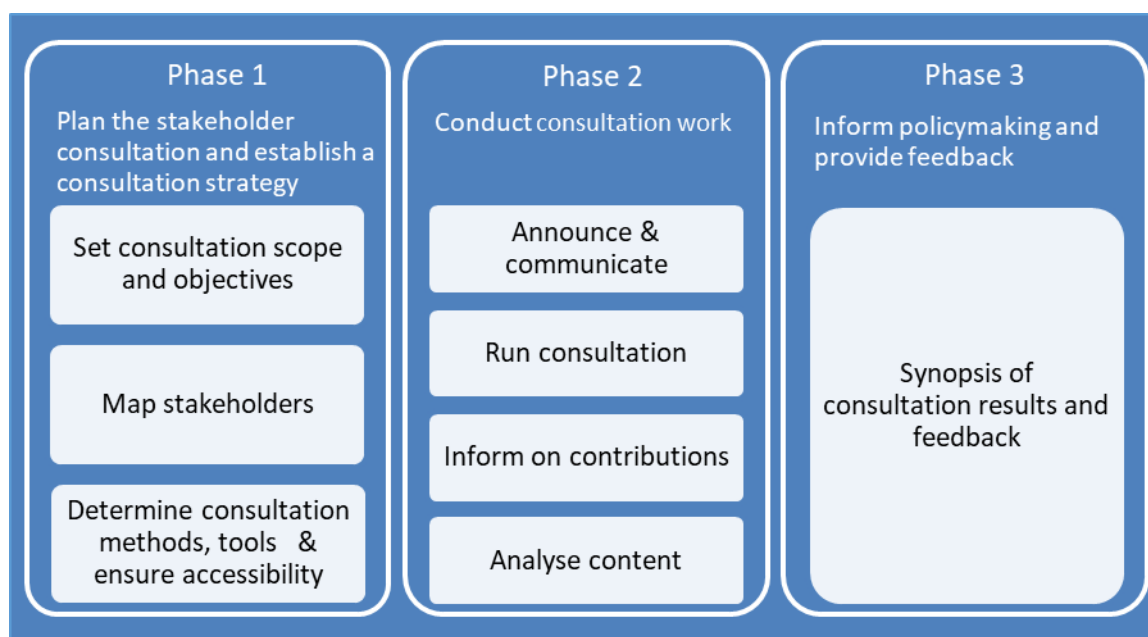 Phase 1
Plan the stakeholder
consultation and establish a
consultation strategy
Set consultation scope
and objectives
Map stakeholders
Determine consultation
methods, tools &
ensure accessibility
Phase 2
Conduct consultation work
Announce &
communicate
Run consultation
Inform on contributions
Analyse content
Phase 3
Inform policymaking and
provide feedback
Synopsis of
consultation results and
feedback